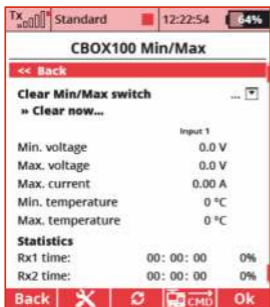 Tx Standard 12:22:54 64%
CBOX100 Min/Max
<< Back
Clear Min/Max switch ...
» Clear now...
Input 1
Min. voltage 0.0 V
Max. voltage 0.0 V
Max. current 0.00 A
Min. temperature 0 °C
Max. temperature 0 °C
Statistics
Rx1 time: 00: 00: 00 0%
Rx2 time: 00: 00: 00 0%
Back CMD Ok